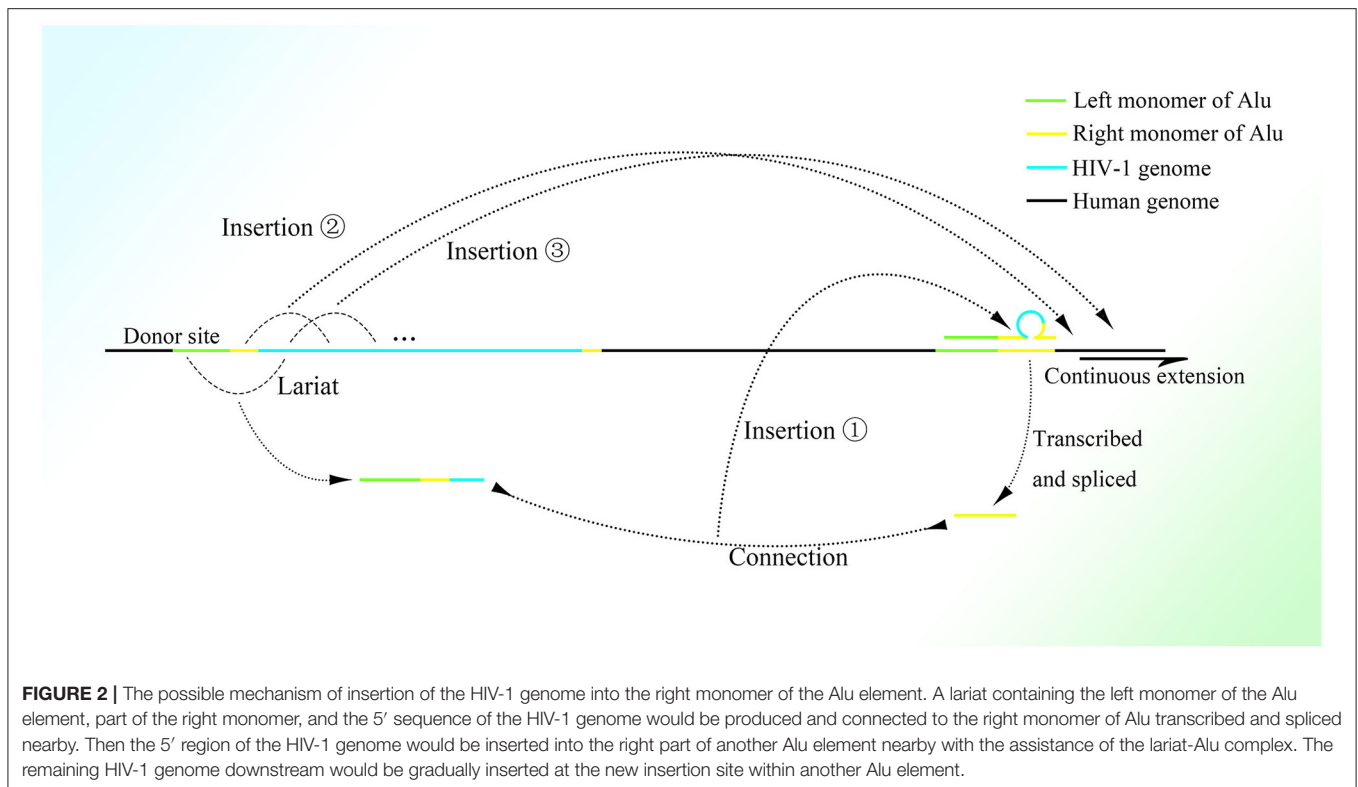 Left monomer of Alu
Right monomer of Alu
HIV-1 genome
Human genome
Insertion ②
Insertion ③
Donor site
...
Lariat
Continuous extension
Insertion ①
Transcribed
and spliced
Connection
FIGURE 2 | The possible mechanism of insertion of the HIV-1 genome into the right monomer of the Alu element. A lariat containing the left monomer of the Alu
element, part of the right monomer, and the 5′ sequence of the HIV-1 genome would be produced and connected to the right monomer of Alu transcribed and spliced
nearby. Then the 5′ region of the HIV-1 genome would be inserted into the right part of another Alu element nearby with the assistance of the lariat-Alu complex. The
remaining HIV-1 genome downstream would be gradually inserted at the new insertion site within another Alu element.